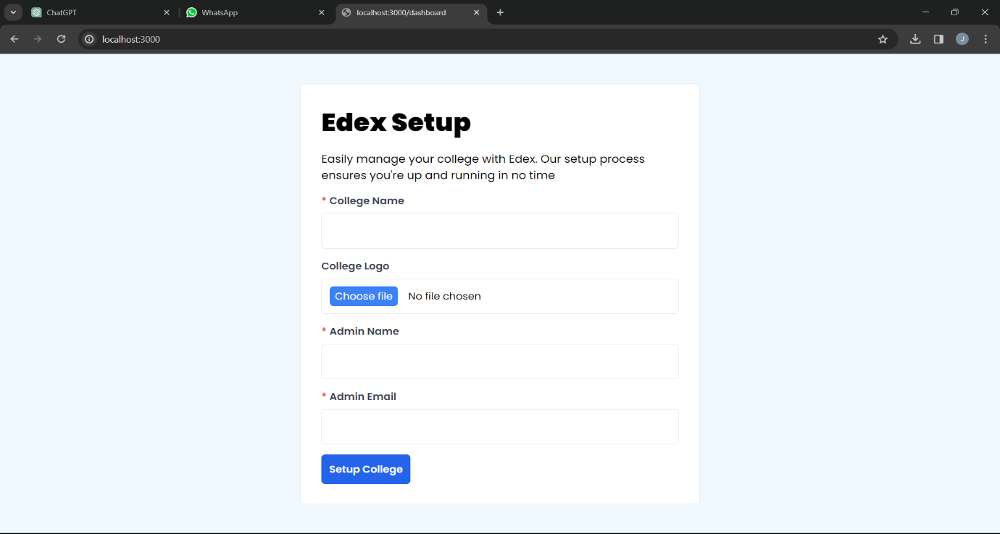 ChatGPT
WhatsApp
localhost:3000/dashboard
localhost:3000
J
Edex Setup
Easily manage your college with Edex. Our setup process
ensures you're up and running in no time
* College Name
College Logo
Choose file No file chosen
* Admin Name
* Admin Email
Setup College